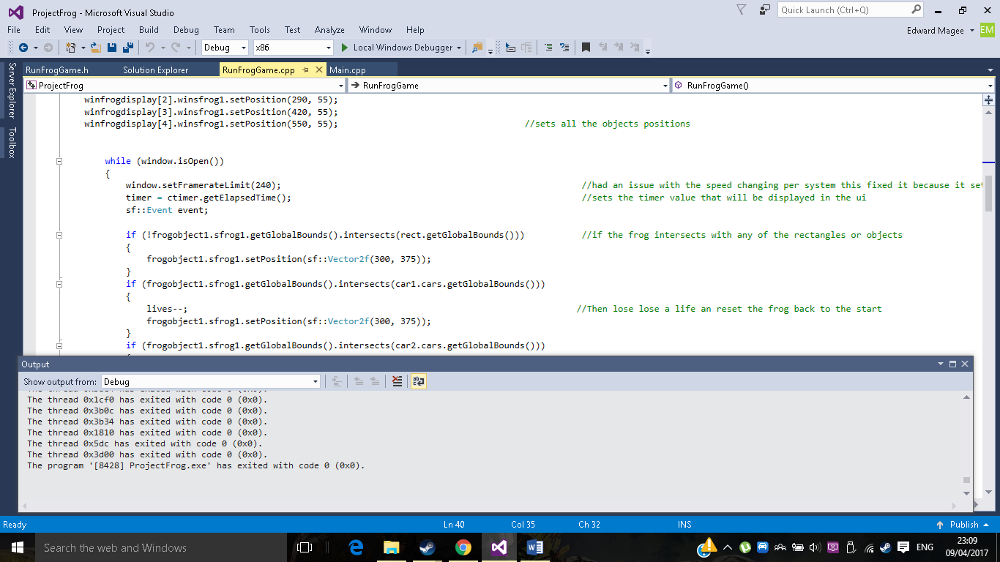 ProjectFrog - Microsoft Visual Studio
Quick Launch (Ctrl+Q)
File Edit View Project Build Debug Team Tools Test Analyze Window Help
Edward Magee EM
Debug x86 Local Windows Debugger
Server Explorer
Toolbox
RunFrogGame.h Solution Explorer RunFrogGame.cpp Main.cpp
ProjectFrog RunFrogGame RunFrogGame()
winfrogdisplay[2].winsfrog1.setPosition(290, 55);
winfrogdisplay[3].winsfrog1.setPosition(420, 55);
winfrogdisplay[4].winsfrog1.setPosition(550, 55); //sets all the objects positions
while (window.isOpen())
{
window.setFramerateLimit(240); //had an issue with the speed changing per system this fixed it because it set
timer = ctimer.getElapsedTime(); //sets the timer value that will be displayed in the ui
sf::Event event;
if (!frogobject1.sfrog1.getGlobalBounds().intersects(rect.getGlobalBounds())) //if the frog intersects with any of the rectangles or objects
{
frogobject1.sfrog1.setPosition(sf::Vector2f(300, 375));
}
if (frogobject1.sfrog1.getGlobalBounds().intersects(car1.cars.getGlobalBounds()))
{
lives--; //Then lose lose a life an reset the frog back to the start
frogobject1.sfrog1.setPosition(sf::Vector2f(300, 375));
}
if (frogobject1.sfrog1.getGlobalBounds().intersects(car2.cars.getGlobalBounds()))
Output
Show output from: Debug
has exited with code 0 (0x0).
The thread 0x1cf0 has exited with code 0 (0x0).
The thread 0x3b0c has exited with code 0 (0x0).
The thread 0x3b34 has exited with code 0 (0x0).
The thread 0x1810 has exited with code 0 (0x0).
The thread 0x5dc has exited with code 0 (0x0).
The thread 0x3d00 has exited with code 0 (0x0).
The program '[8428] ProjectFrog.exe' has exited with code 0 (0x0).
Ready Ln 40 Col 35 Ch 32 INS Publish
Search the web and Windows
ENG
23:09
09/04/2017